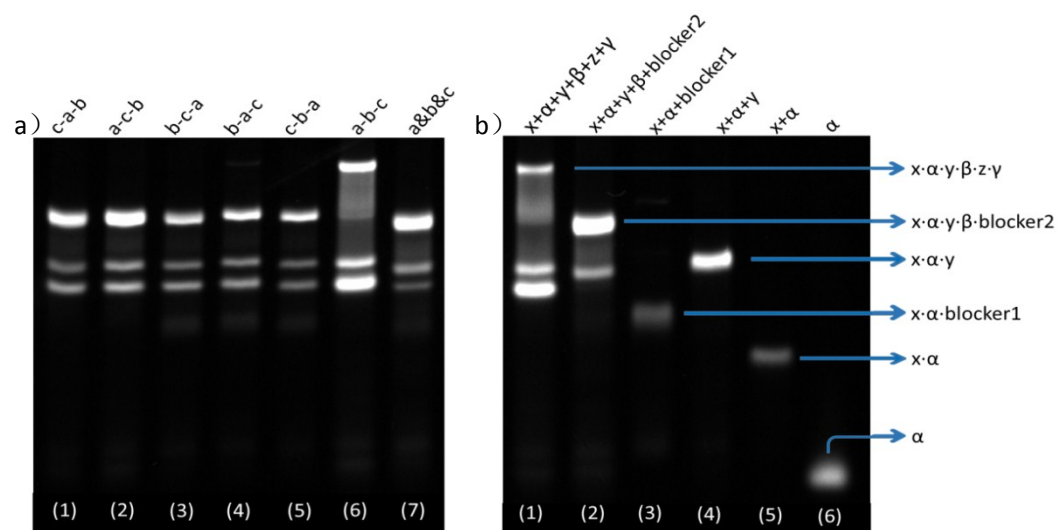 a)
c-a-b
a-c-b
b-c-a
b-a-c
c-b-a
a-b-c
a&b&c
(1) (2) (3) (4) (5) (6) (7)
b)
x+α+y+β+z+γ
x+α+y+β+blocker2
x+α+blocker1
x+α+y
x+α
α
x·α·y·β·z·γ
x·α·y·β·blocker2
x·α·y
x·α·blocker1
x·α
α
(1) (2) (3) (4) (5) (6)